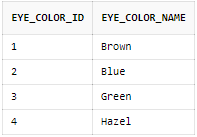 EYE_COLOR_ID EYE_COLOR_NAME
1 Brown
2 Blue
3 Green
4 Hazel